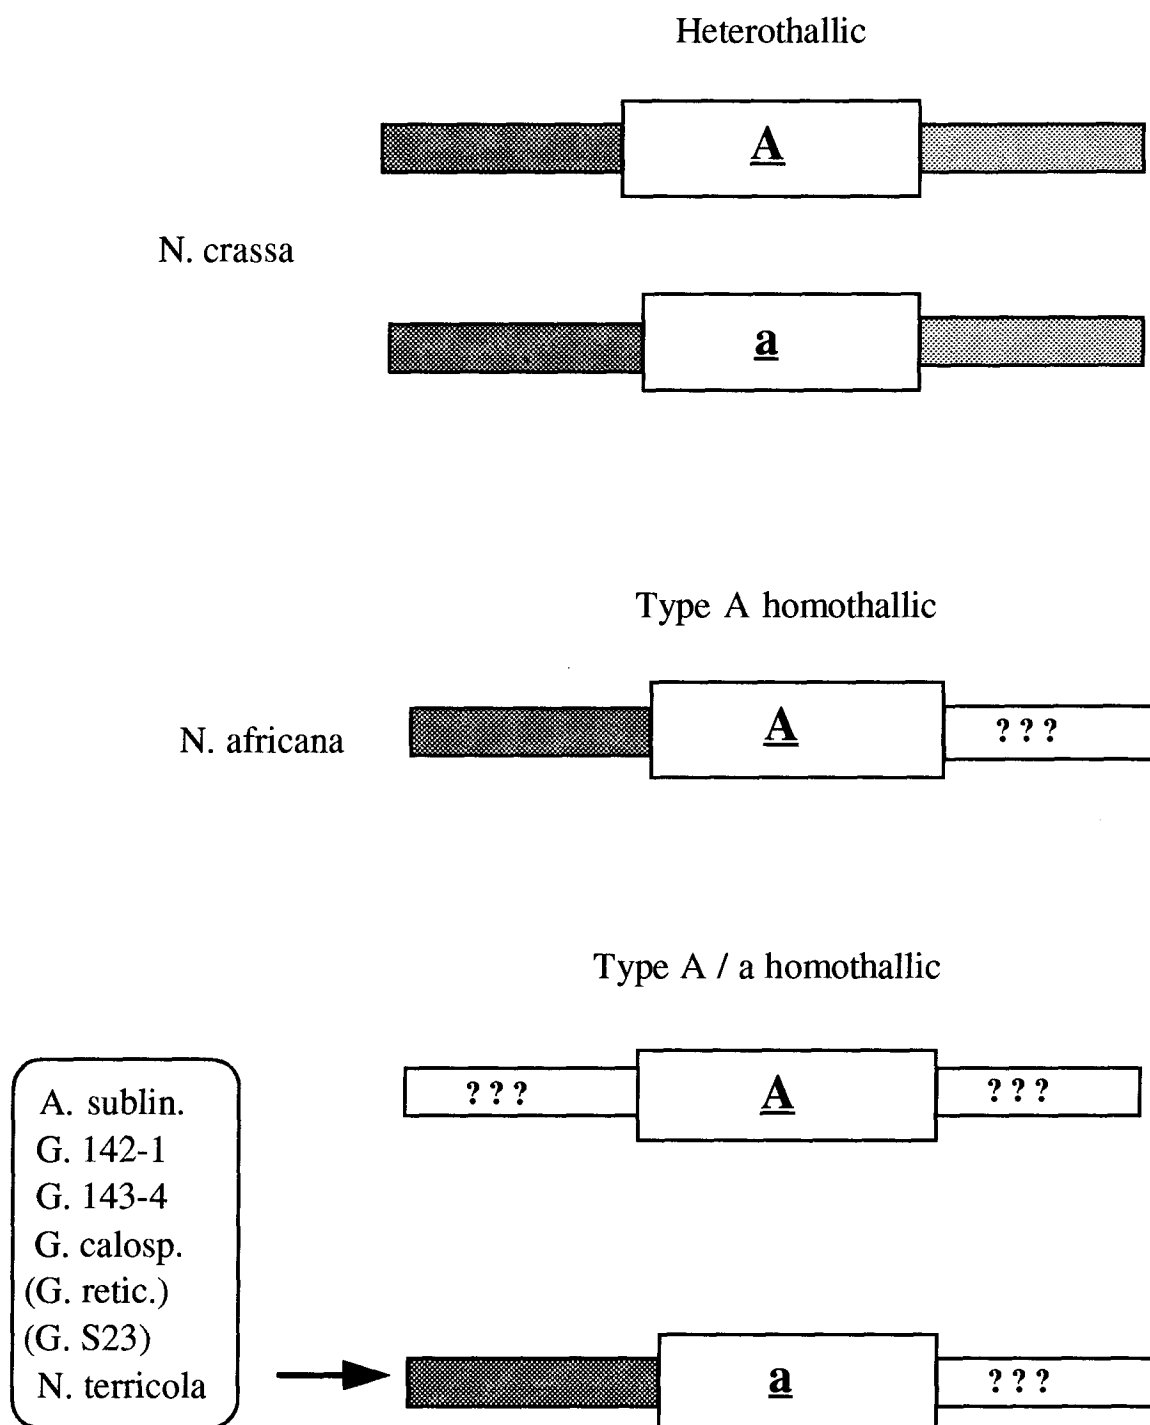 Heterothallic
A
N. crassa
a
Type A homothallic
N. africana
A
???
Type A / a homothallic
???
A
???
A. sublin.
G. 142-1
G. 143-4
G. calosp.
(G. retic.)
(G. S23)
N. terricola
a
???